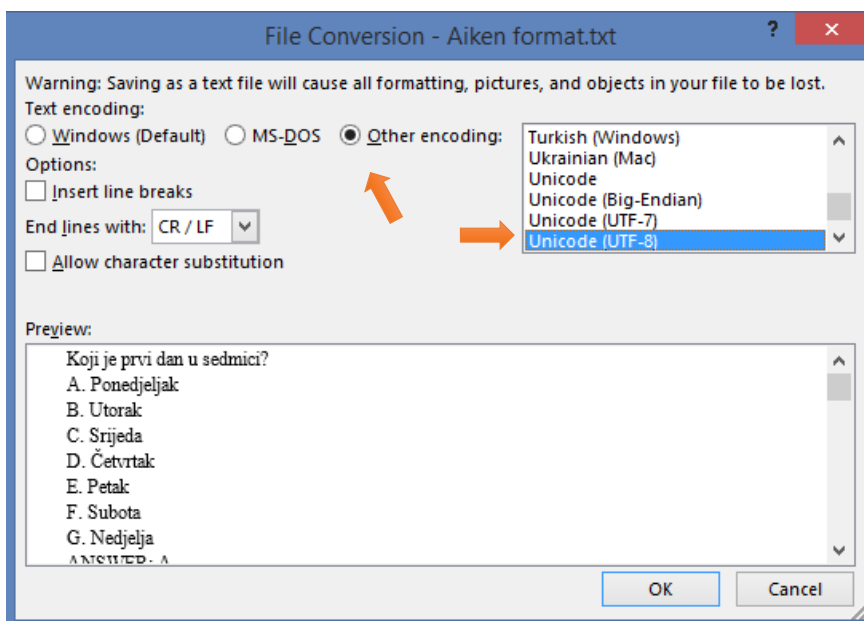 File Conversion - Aiken format.txt
?
Warning: Saving as a text file will cause all formatting, pictures, and objects in your file to be lost.
Text encoding:
Windows (Default) MS-DOS Other encoding:
Turkish (Windows)
Ukrainian (Mac)
Unicode
Unicode (Big-Endian)
Unicode (UTF-7)
Unicode (UTF-8)
Options:
Insert line breaks
End lines with: CR / LF
Allow character substitution
Preview:
Koji je prvi dan u sedmici?
A. Ponedjeljak
B. Utorak
C. Srijeda
D. Četvrtak
E. Petak
F. Subota
G. Nedjelja
ANSWER: A
OK Cancel